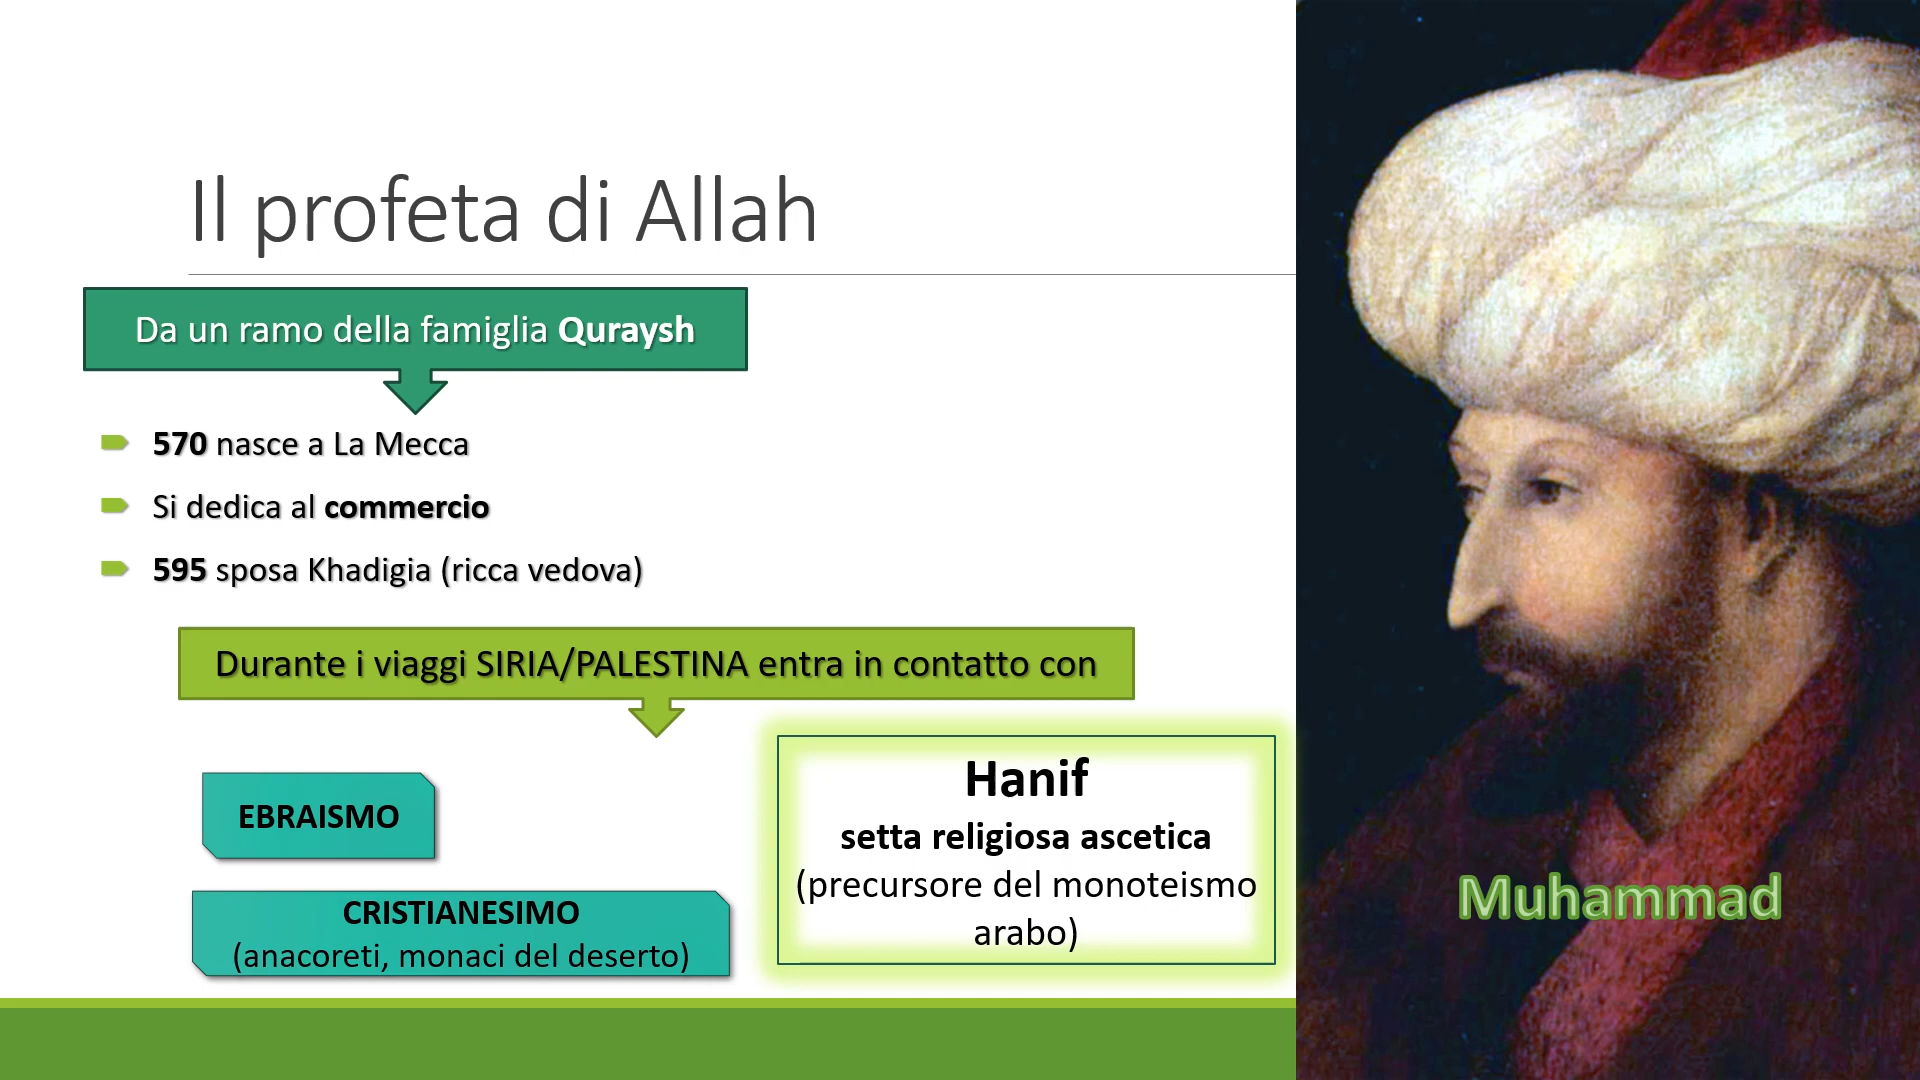 Il profeta di Allah
Da un ramo della famiglia Quraysh
570 nasce a La Mecca
Si dedica al commercio
595 sposa Khadigia (ricca vedova)
Durante i viaggi SIRIA/PALESTINA entra in contatto con
EBRAISMO
CRISTIANESIMO
(anacoreti, monaci del deserto)
Hanif
setta religiosa ascetica
(precursore del monoteismo
arabo)
Muhammad